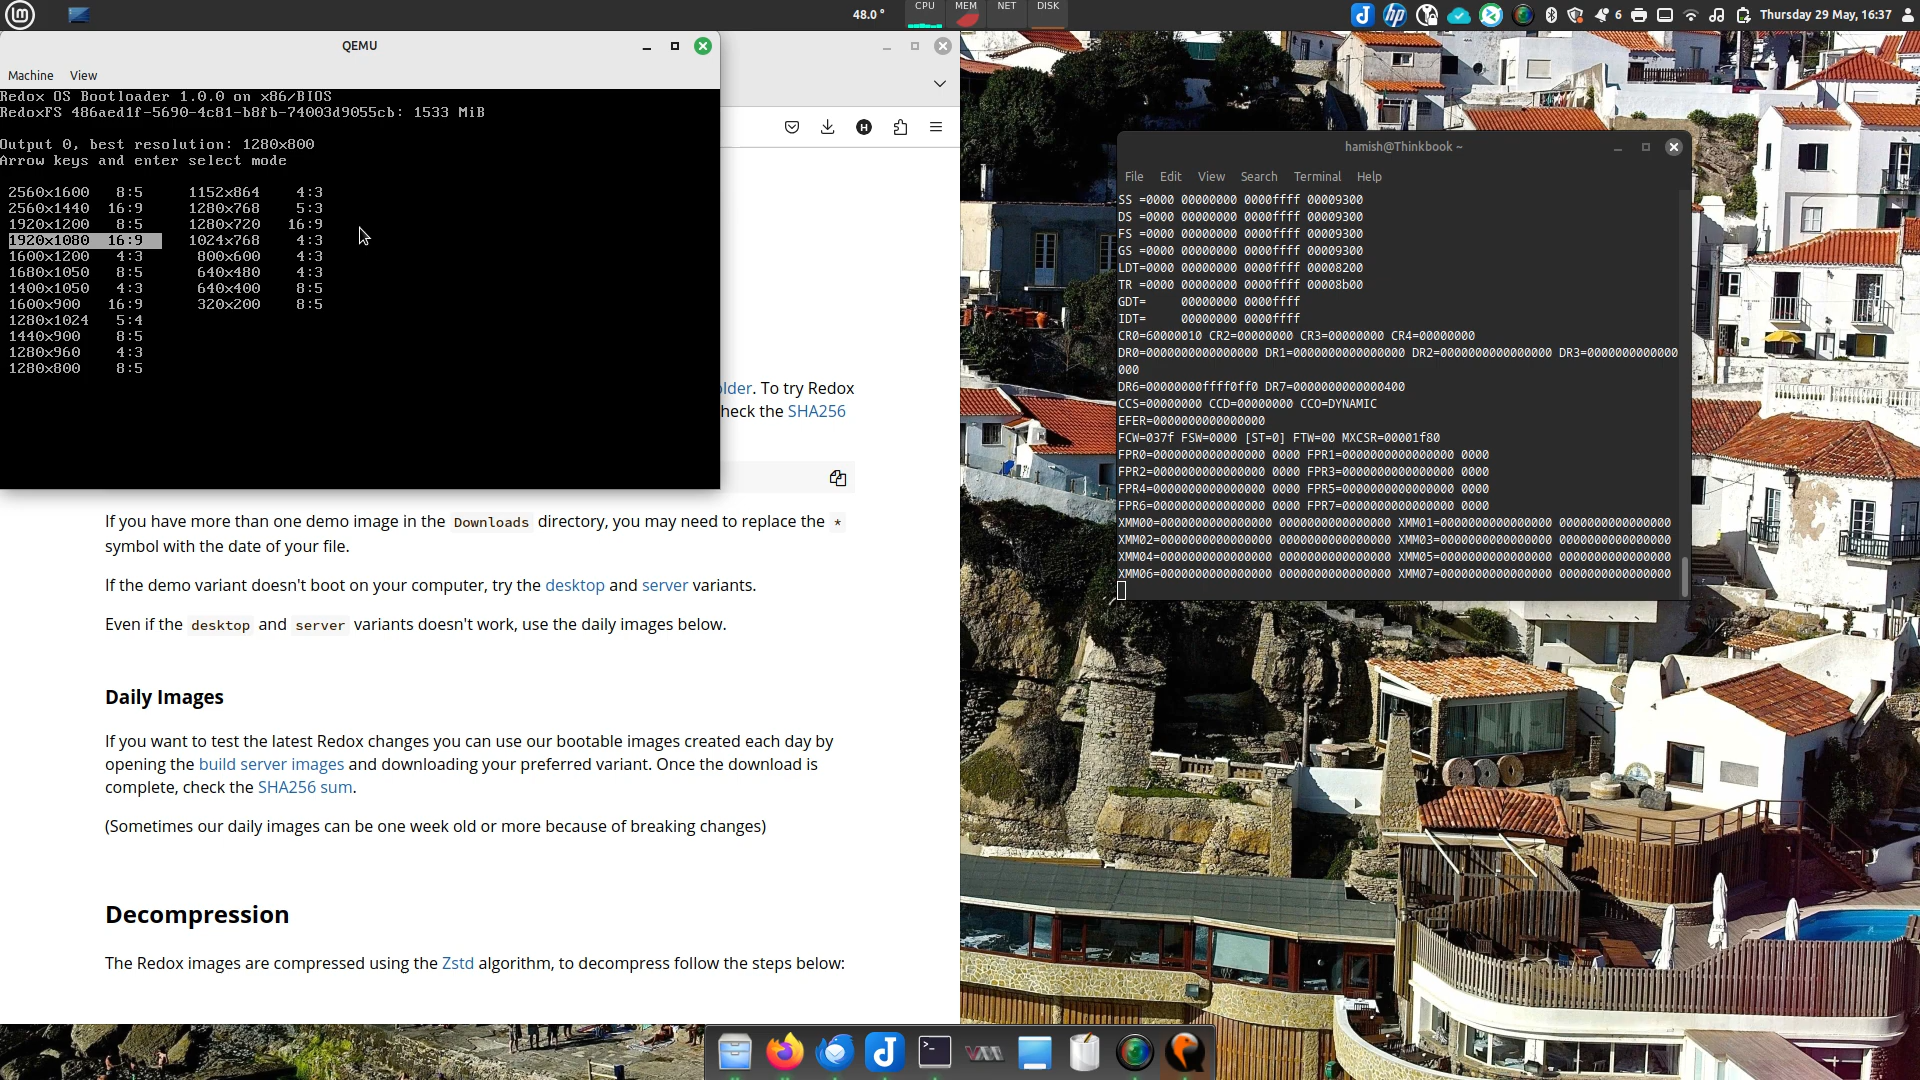 48.0 °
CPU
MEM
NET
DISK
6
Thursday 29 May, 16:37
QEMU
Machine View
Redox OS Bootloader 1.0.0 on x86/BIOS
RedoxFS 486aed1f-5690-4c81-b8fb-74003d9055cb: 1533 MiB
Output 0, best resolution: 1280x800
Arrow keys and enter select mode
2560x1600 8:5 1152x864 4:3
2560x1440 16:9 1280x768 5:3
1920x1200 8:5 1280x720 16:9
1920x1080 16:9 1024x768 4:3
1600x1200 4:3 800x600 4:3
1680x1050 8:5 640x480 4:3
1400x1050 4:3 640x400 8:5
1600x900 16:9 320x200 8:5
1280x1024 5:4
1440x900 8:5
1280x960 4:3
1280x800 8:5
older. To try Redox
heck the SHA256
If you have more than one demo image in the Downloads directory, you may need to replace the *
symbol with the date of your file.
If the demo variant doesn't boot on your computer, try the desktop and server variants.
Even if the desktop and server variants doesn't work, use the daily images below.
Daily Images
If you want to test the latest Redox changes you can use our bootable images created each day by
opening the build server images and downloading your preferred variant. Once the download is
complete, check the SHA256 sum.
(Sometimes our daily images can be one week old or more because of breaking changes)
Decompression
The Redox images are compressed using the Zstd algorithm, to decompress follow the steps below:
hamish@Thinkbook ~
File Edit View Search Terminal Help
SS =0000 00000000 0000ffff 00009300
DS =0000 00000000 0000ffff 00009300
FS =0000 00000000 0000ffff 00009300
GS =0000 00000000 0000ffff 00009300
LDT=0000 00000000 0000ffff 00008200
TR =0000 00000000 0000ffff 00008b00
GDT= 00000000 0000ffff
IDT= 00000000 0000ffff
CR0=60000010 CR2=00000000 CR3=00000000 CR4=00000000
DR0=0000000000000000 DR1=0000000000000000 DR2=0000000000000000 DR3=0000000000000
000
DR6=00000000ffff0ff0 DR7=0000000000000400
CCS=00000000 CCD=00000000 CCO=DYNAMIC
EFER=0000000000000000
FCW=037f FSW=0000 [ST=0] FTW=00 MXCSR=00001f80
FPR0=0000000000000000 0000 FPR1=0000000000000000 0000
FPR2=0000000000000000 0000 FPR3=0000000000000000 0000
FPR4=0000000000000000 0000 FPR5=0000000000000000 0000
FPR6=0000000000000000 0000 FPR7=0000000000000000 0000
XMM00=0000000000000000 0000000000000000 XMM01=0000000000000000 0000000000000000
XMM02=0000000000000000 0000000000000000 XMM03=0000000000000000 0000000000000000
XMM04=0000000000000000 0000000000000000 XMM05=0000000000000000 0000000000000000
XMM06=0000000000000000 0000000000000000 XMM07=0000000000000000 0000000000000000